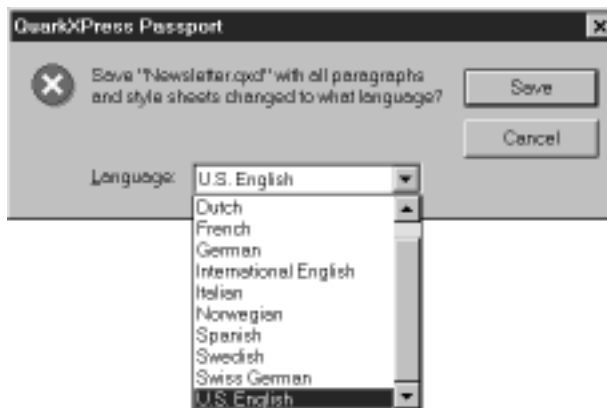 QuarkXPress Passport
Save "Newsletter.qxd" with all paragraphs
and style sheets changed to what language?
Save
Cancel
Language:
U.S. English
Dutch
French
German
International English
Italian
Norwegian
Spanish
Swedish
Swiss German
U.S. English